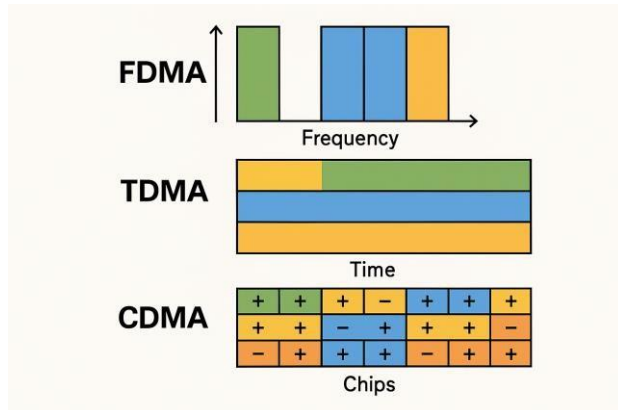 FDMA
Frequency
TDMA
Time
CDMA
+ + + − + + +
+ + − + + + −
− + + + − + +
Chips